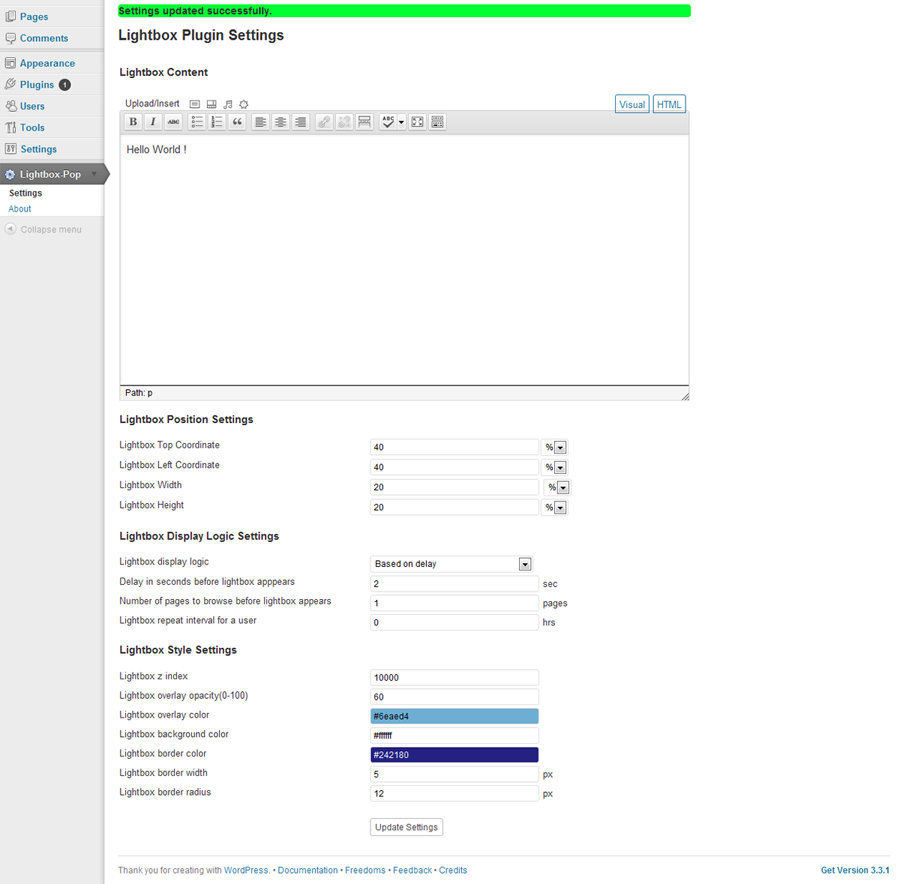 Pages
Comments
Appearance
Plugins 1
Users
Tools
Settings
Lightbox-Pop
Settings
About
Collapse menu
Settings updated successfully.
Lightbox Plugin Settings
Lightbox Content
Upload/Insert
Visual HTML
B I ABC ABC
Hello World !
Path: p
Lightbox Position Settings
Lightbox Top Coordinate 40 %
Lightbox Left Coordinate 40 %
Lightbox Width 20 %
Lightbox Height 20 %
Lightbox Display Logic Settings
Lightbox display logic Based on delay
Delay in seconds before lightbox apppears 2 sec
Number of pages to browse before lightbox appears 1 pages
Lightbox repeat interval for a user 0 hrs
Lightbox Style Settings
Lightbox z index 10000
Lightbox overlay opacity(0-100) 60
Lightbox overlay color #6eaed4
Lightbox background color #ffffff
Lightbox border color #242180
Lightbox border width 5 px
Lightbox border radius 12 px
Update Settings
Thank you for creating with WordPress. • Documentation • Freedoms • Feedback • Credits Get Version 3.3.1